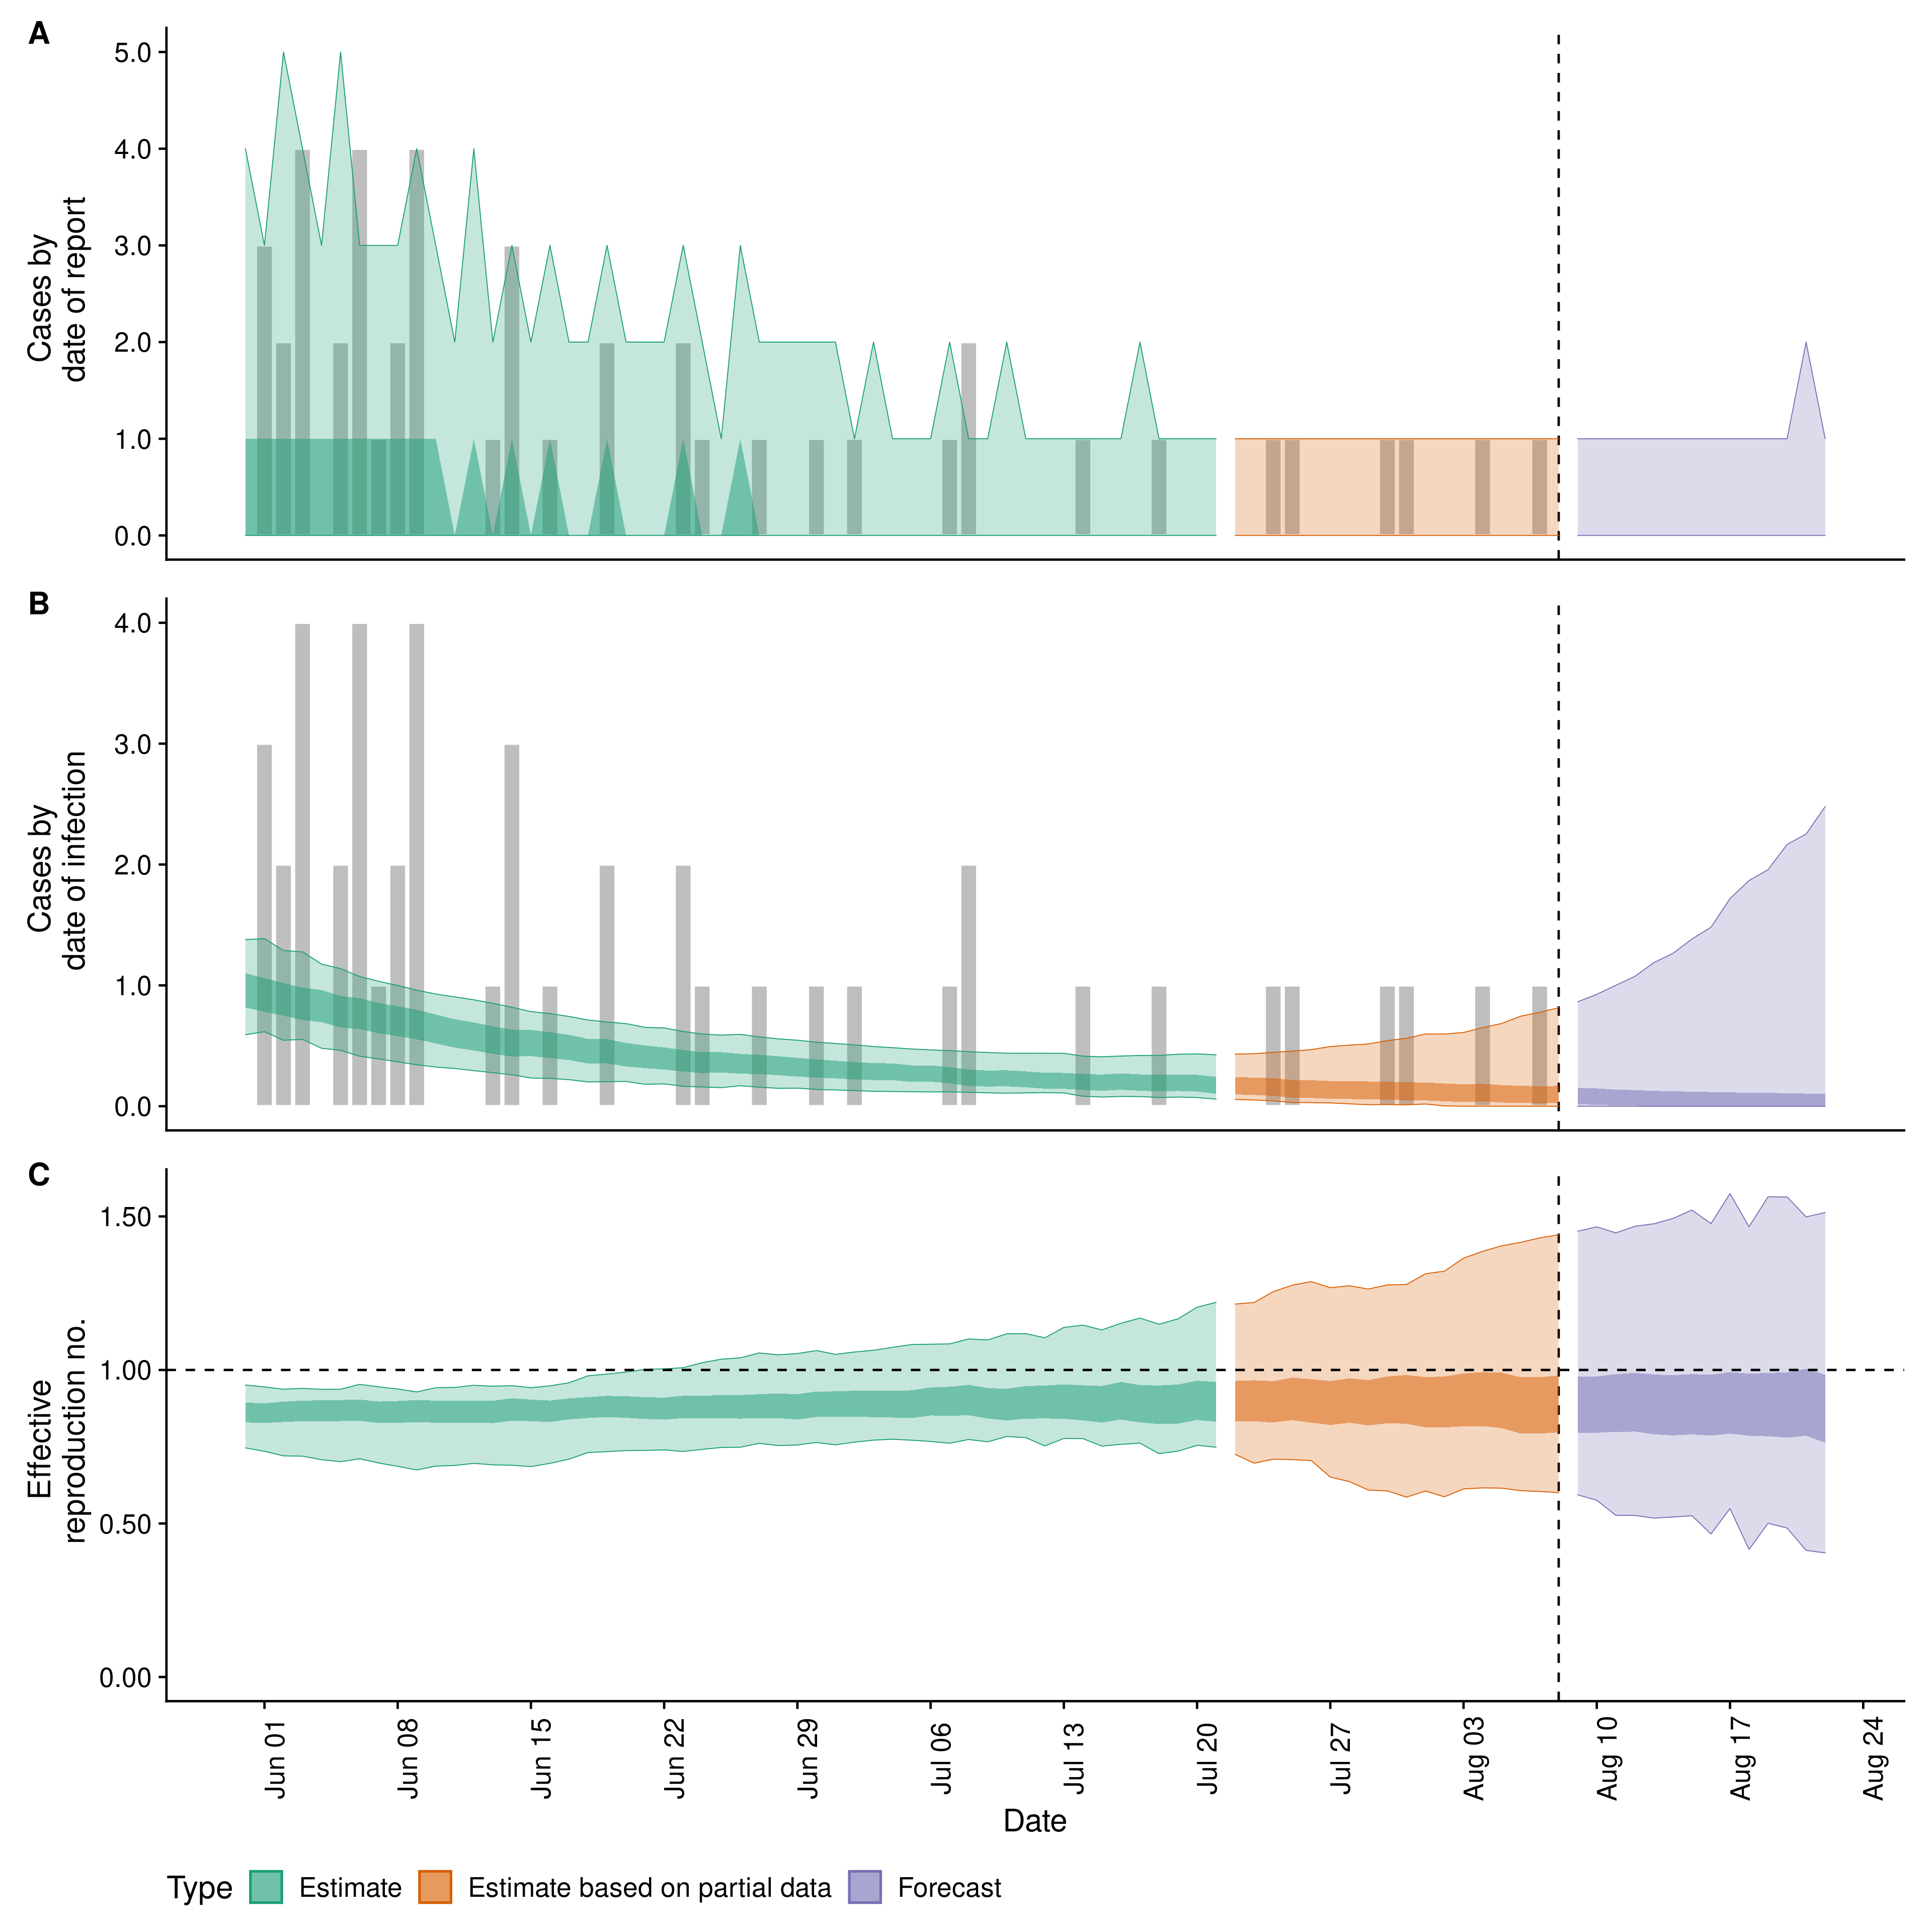 A
5.0
4.0
3.0
2.0
1.0
0.0
Cases by
date of report
B
4.0
3.0
2.0
1.0
0.0
Cases by
date of infection
C
1.50
1.00
0.50
0.00
Effective
reproduction no.
Jun 01
Jun 08
Jun 15
Jun 22
Jun 29
Jul 06
Jul 13
Jul 20
Jul 27
Aug 03
Aug 10
Aug 17
Aug 24
Date
Type Estimate Estimate based on partial data Forecast